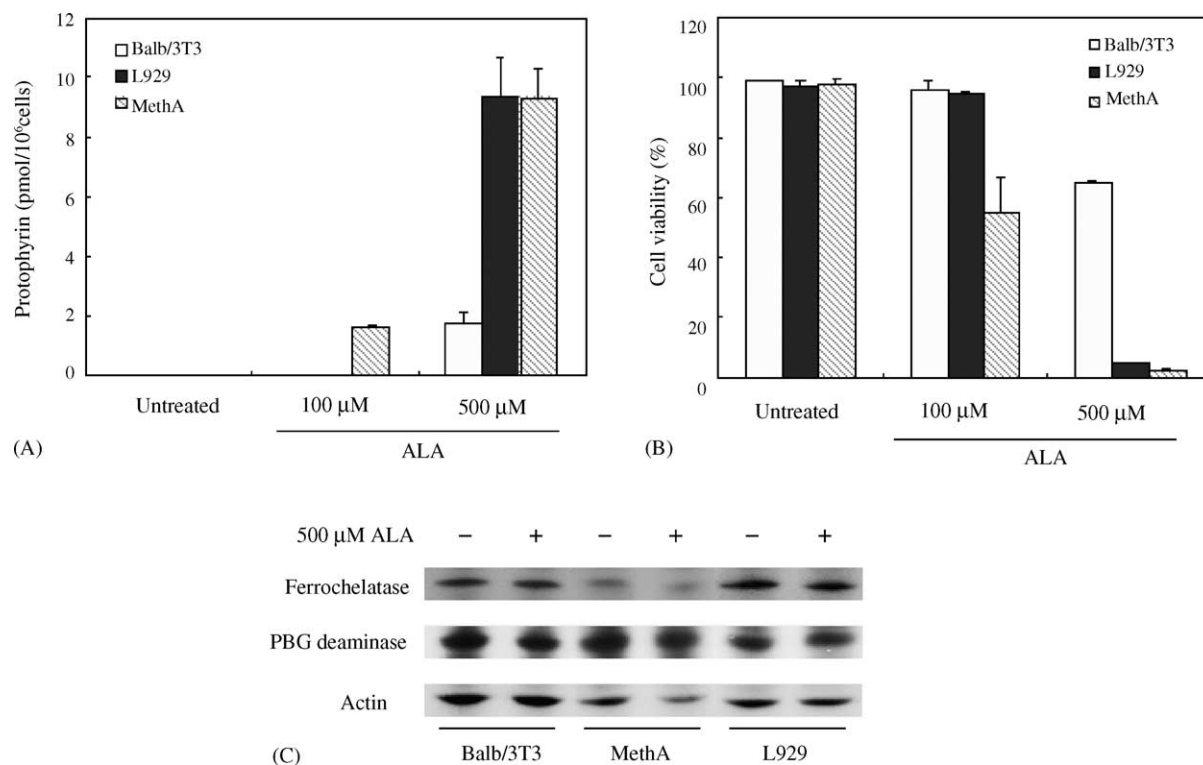 12
10
8
6
4
2
0
Protophyrin (pmol/10⁶cells)
Balb/3T3
L929
MethA
Untreated
100 μM
500 μM
ALA
(A)
120
100
80
60
40
20
0
Cell viability (%)
Balb/3T3
L929
MethA
Untreated
100 μM
500 μM
ALA
(B)
500 μM ALA − + − + − +
Ferrochelatase
PBG deaminase
Actin
Balb/3T3 MethA L929
(C)